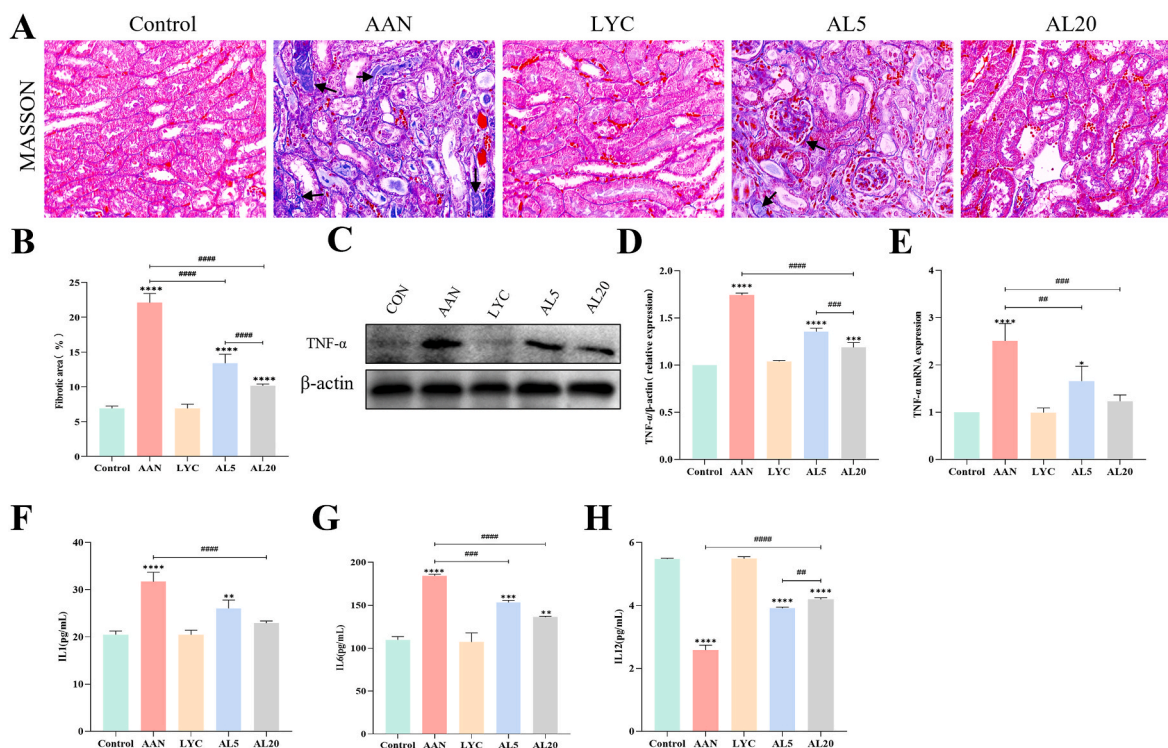 A
Control
AAN
LYC
AL5
AL20
MASSON
B
####
####
####
****
****
****
Fibrotic area( % )
25
20
15
10
5
0
Control AAN LYC AL5 AL20
C
CON AAN LYC AL5 AL20
TNF-α
β-actin
D
####
###
****
****
***
TNF-α/β-actin( relative expression)
2.0
1.5
1.0
0.5
0.0
Control AAN LYC AL5 AL20
E
###
##
****
*
TNF-α mRNA expression
4
3
2
1
0
Control AAN LYC AL5 AL20
F
####
****
**
IL1(pg/mL)
40
30
20
10
0
Control AAN LYC AL5 AL20
G
####
###
****
***
**
IL6(pg/mL)
200
150
100
50
0
Control AAN LYC AL5 AL20
H
####
##
****
****
****
IL12(pg/mL)
6
4
2
0
Control AAN LYC AL5 AL20